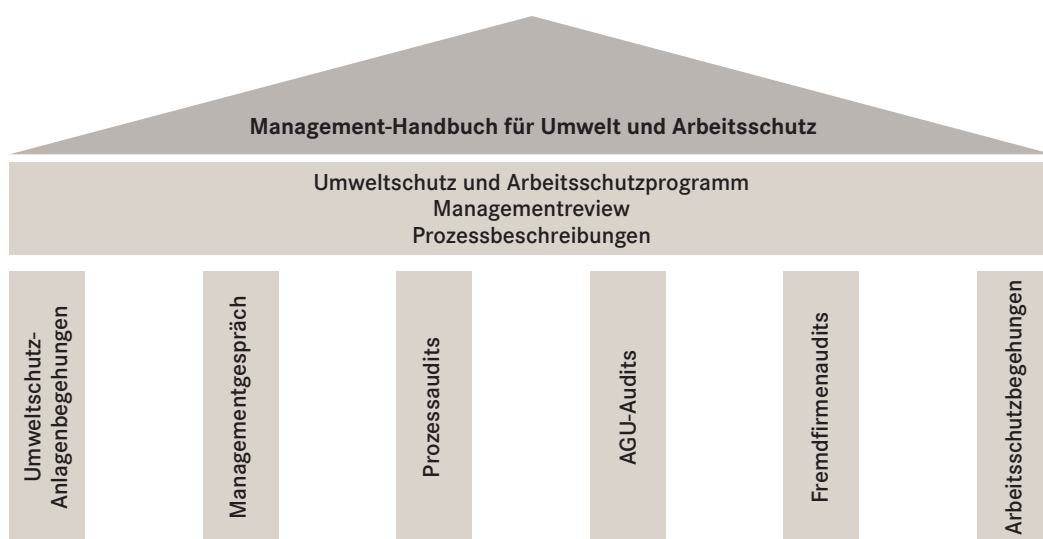 Management-Handbuch für Umwelt und Arbeitsschutz
Umweltschutz und Arbeitsschutzprogramm
Managementreview
Prozessbeschreibungen
Umweltschutz-
Anlagenbegehungen
Managementgespräch
Prozessaudits
AGU-Audits
Fremdfirmenaudits
Arbeitsschutzbegehungen